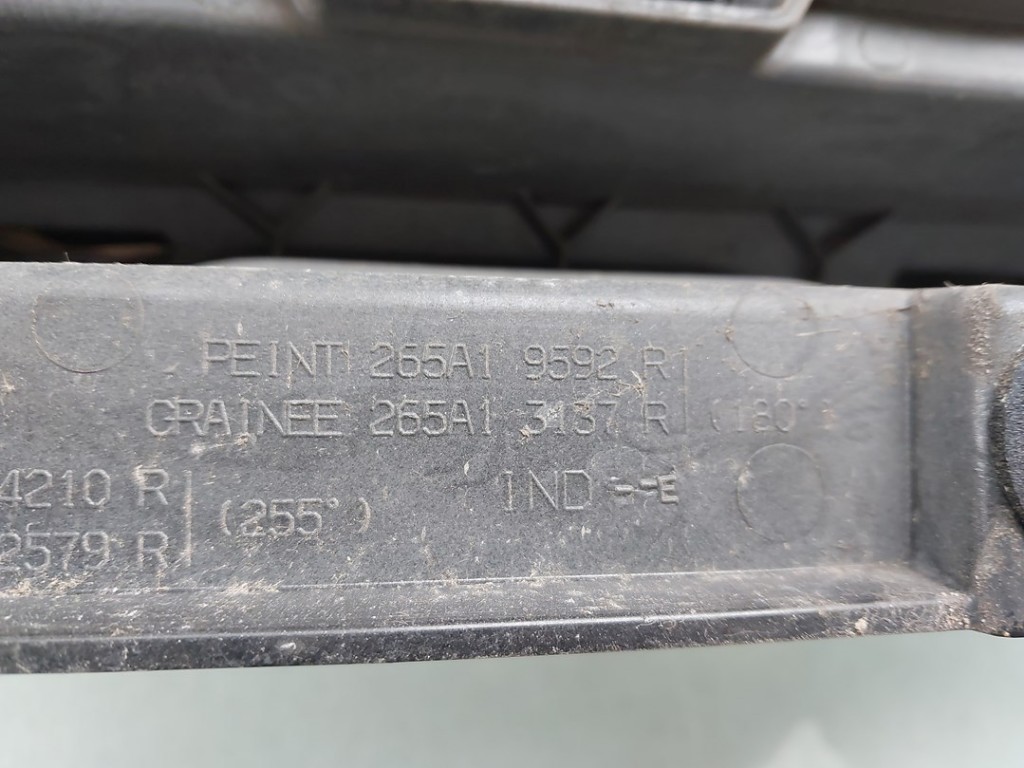 PEINT 265A1 9592 R
GRAINEE 265A1 3137 R (180°)
4210 R
2579 R (255°)
IND --E